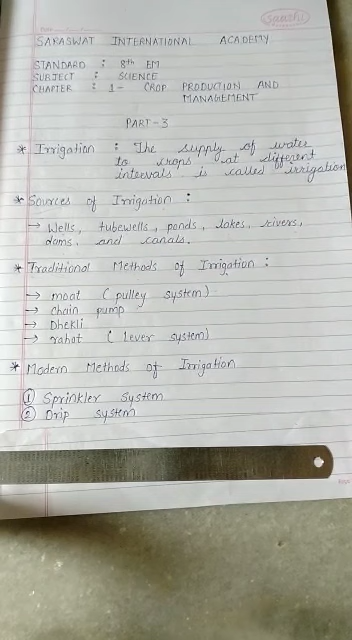 Sanshi
SARASWAT INTERNATIONAL ACADEMY
STANDARD : 8th EM
SUBJECT : SCIENCE
CHAPTER : 1- CROP PRODUCTION AND
MANAGEMENT
PART-3
* Irrigation : The supply of water
to crops at different
intervals is called irrigation
* Sources of Irrigation :
→ Wells, tubewells, ponds, lakes, rivers,
dams, and canals.
* Traditional Methods of Irrigation :
→ moat (pulley system)
→ chain pump
→ Dhekli
→ rahat (Lever system)
* Modern Methods of Irrigation
① Sprinkler System
② Drip system